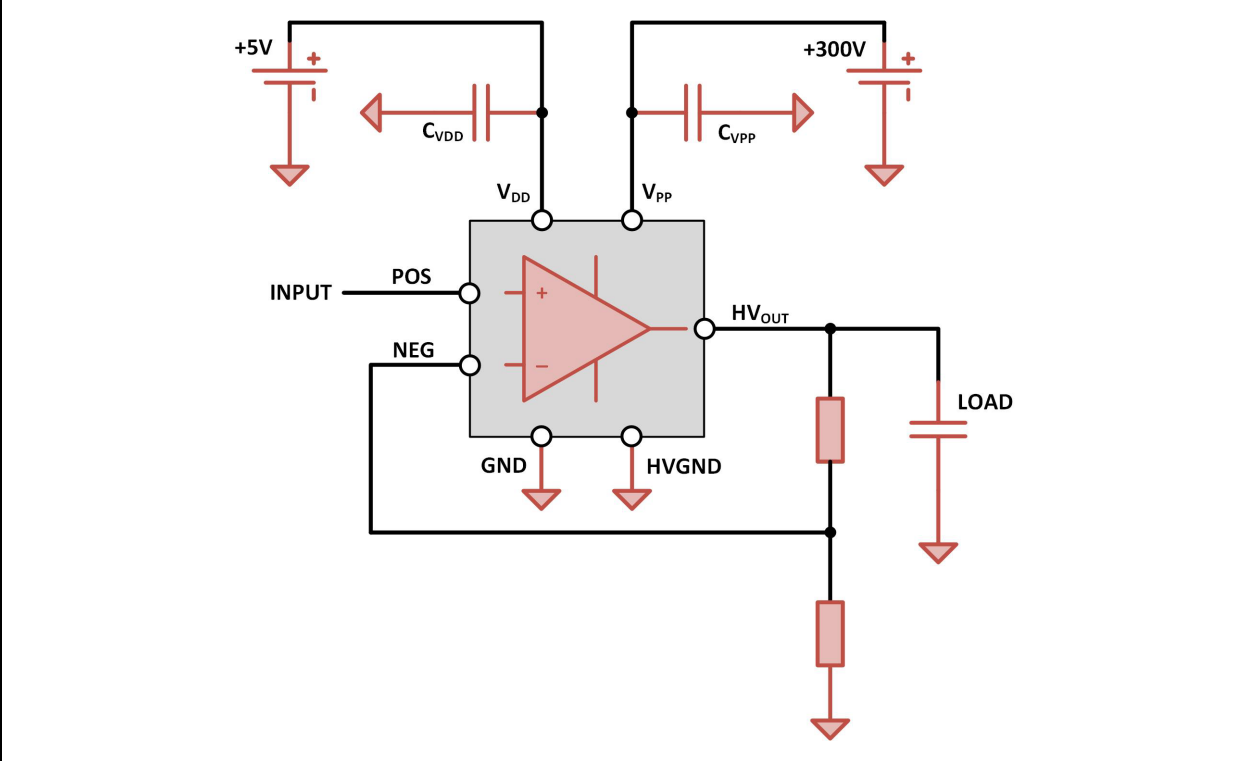 +5V
+
-
+300V
+
-
CVDD
CVPP
VDD
VPP
POS
INPUT
+
HVOUT
NEG
–
LOAD
GND
HVGND